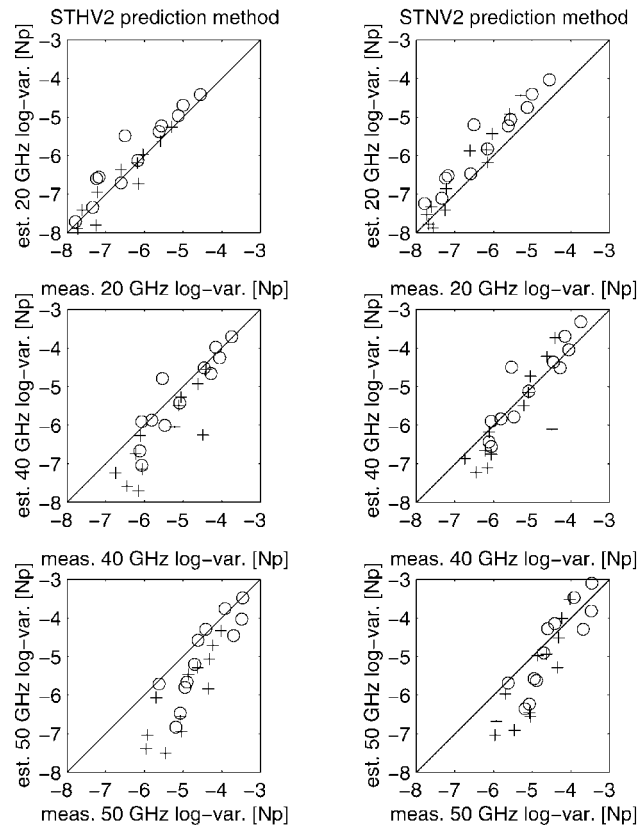 STHV2 prediction method
STNV2 prediction method
est. 20 GHz log-var. [Np]
-3
-4
-5
-6
-7
-8
-8 -7 -6 -5 -4 -3
meas. 20 GHz log-var. [Np]
est. 20 GHz log-var. [Np]
-3
-4
-5
-6
-7
-8
-8 -7 -6 -5 -4 -3
meas. 20 GHz log-var. [Np]
est. 40 GHz log-var. [Np]
-3
-4
-5
-6
-7
-8
-8 -7 -6 -5 -4 -3
meas. 40 GHz log-var. [Np]
est. 40 GHz log-var. [Np]
-3
-4
-5
-6
-7
-8
-8 -7 -6 -5 -4 -3
meas. 40 GHz log-var. [Np]
est. 50 GHz log-var. [Np]
-3
-4
-5
-6
-7
-8
-8 -7 -6 -5 -4 -3
meas. 50 GHz log-var. [Np]
est. 50 GHz log-var. [Np]
-3
-4
-5
-6
-7
-8
-8 -7 -6 -5 -4 -3
meas. 50 GHz log-var. [Np]